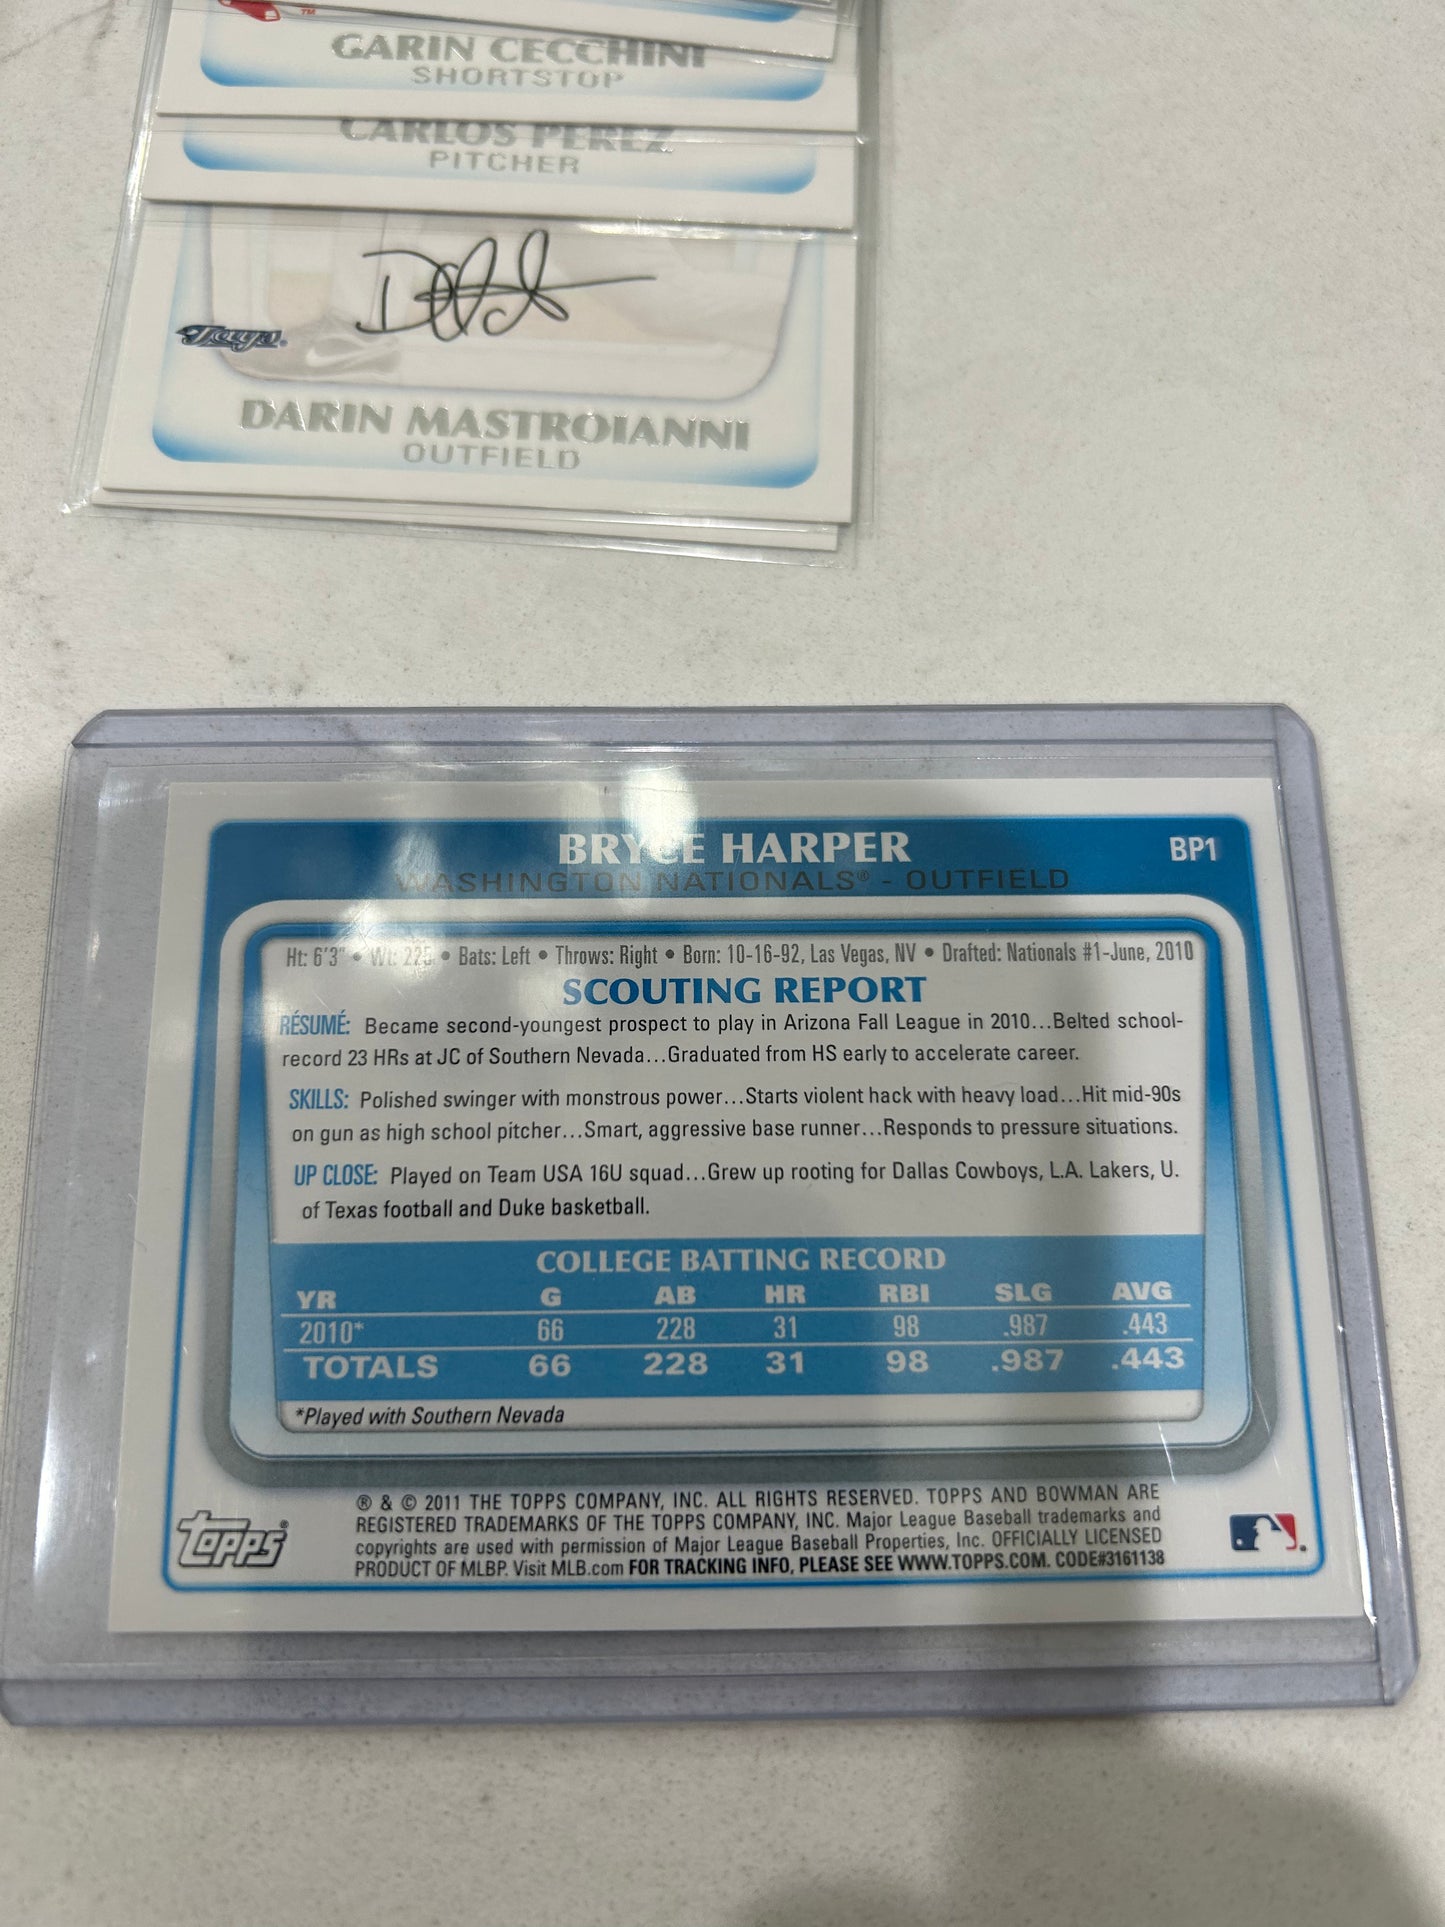 TM
GARIN CECCHINI
SHORTSTOP
CARLOS PEREZ
PITCHER
Jays®
DARIN MASTROIANNI
OUTFIELD
BRYCE HARPER
BP1
WASHINGTON NATIONALS® - OUTFIELD
Ht: 6'3" • Wt: 225 • Bats: Left • Throws: Right • Born: 10-16-92, Las Vegas, NV • Drafted: Nationals #1-June, 2010
SCOUTING REPORT
RÉSUMÉ: Became second-youngest prospect to play in Arizona Fall League in 2010...Belted school-
record 23 HRs at JC of Southern Nevada...Graduated from HS early to accelerate career.
SKILLS: Polished swinger with monstrous power...Starts violent hack with heavy load...Hit mid-90s
on gun as high school pitcher...Smart, aggressive base runner...Responds to pressure situations.
UP CLOSE: Played on Team USA 16U squad...Grew up rooting for Dallas Cowboys, L.A. Lakers, U.
of Texas football and Duke basketball.
COLLEGE BATTING RECORD
YR G AB HR RBI SLG AVG
2010* 66 228 31 98 .987 .443
TOTALS 66 228 31 98 .987 .443
*Played with Southern Nevada
® & © 2011 THE TOPPS COMPANY, INC. ALL RIGHTS RESERVED. TOPPS AND BOWMAN ARE
REGISTERED TRADEMARKS OF THE TOPPS COMPANY, INC. Major League Baseball trademarks and
copyrights are used with permission of Major League Baseball Properties, Inc. OFFICIALLY LICENSED
PRODUCT OF MLBP. Visit MLB.com FOR TRACKING INFO, PLEASE SEE WWW.TOPPS.COM. CODE#3161138
Topps®